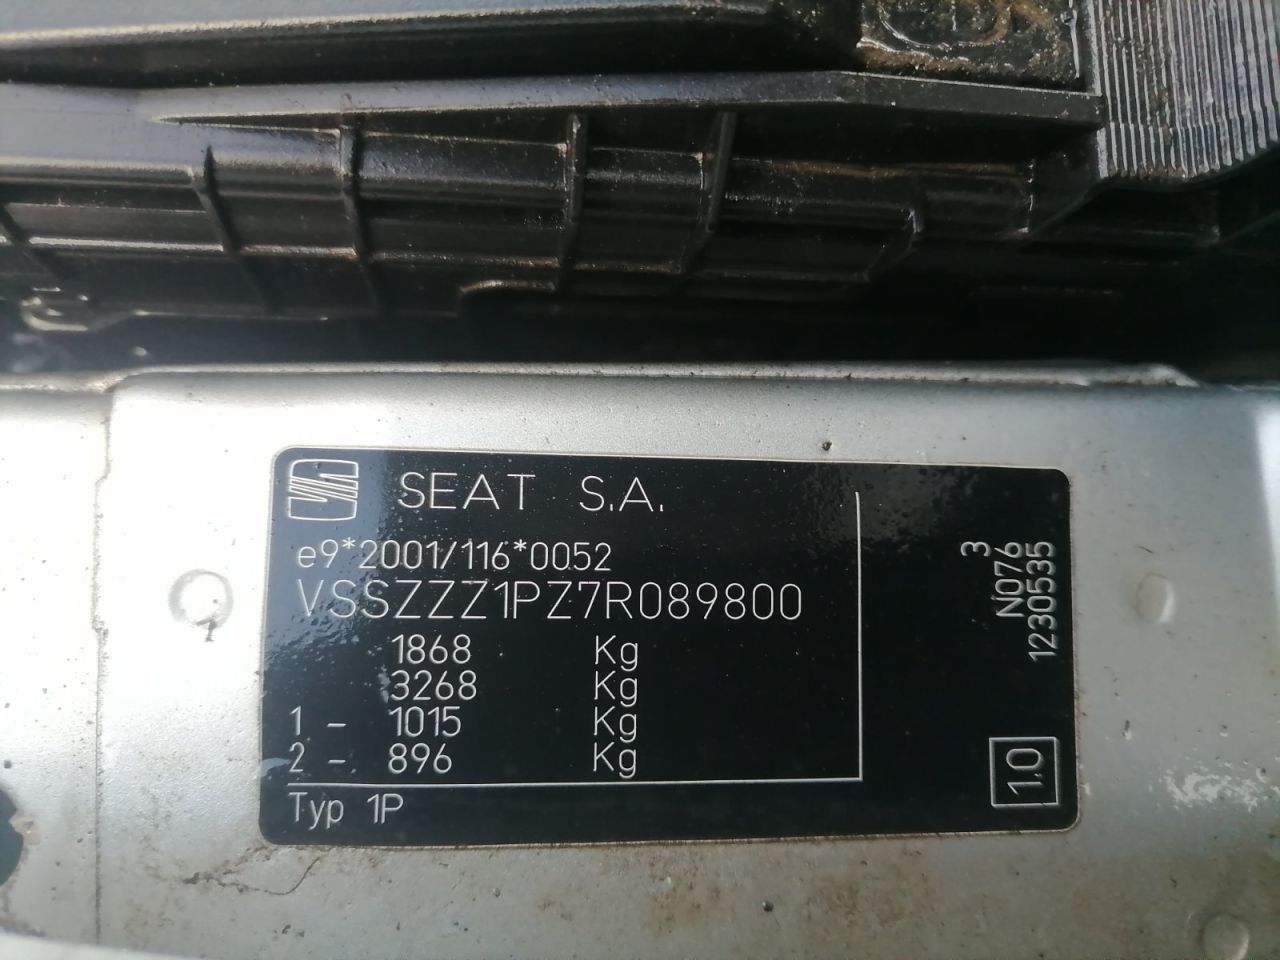 SEAT S.A.
e9*2001/116*0052
VSSZZZ1PZ7R089800
1868 Kg
3268 Kg
1 - 1015 Kg
2 - 896 Kg
Typ 1P
3
N076
1230535
1.0